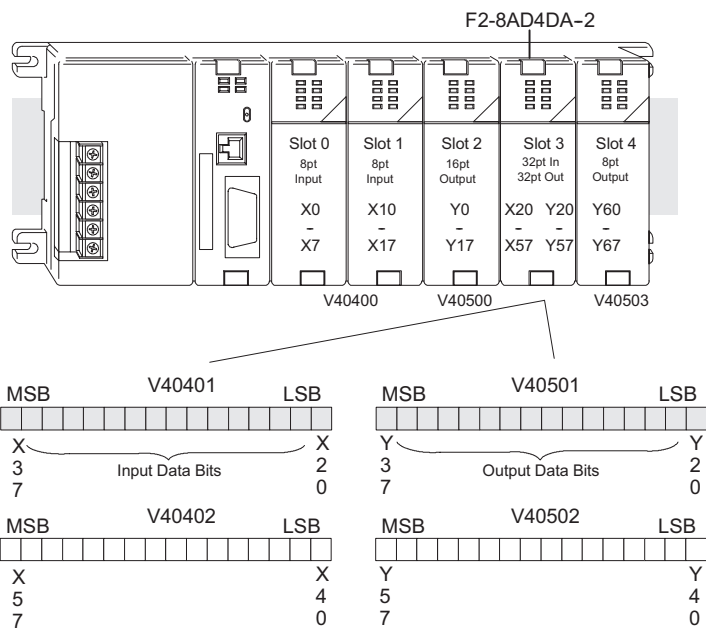 F2-8AD4DA-2
Slot 0
8pt
Input
X0
-
X7
Slot 1
8pt
Input
X10
-
X17
Slot 2
16pt
Output
Y0
-
Y17
Slot 3
32pt In
32pt Out
X20 Y20
- -
X57 Y57
Slot 4
8pt
Output
Y60
-
Y67
V40400
V40500
V40503
MSB V40401 LSB
X
3
7
Input Data Bits
X
2
0
MSB V40501 LSB
Y
3
7
Output Data Bits
Y
2
0
MSB V40402 LSB
X
5
7
X
4
0
MSB V40502 LSB
Y
5
7
Y
4
0